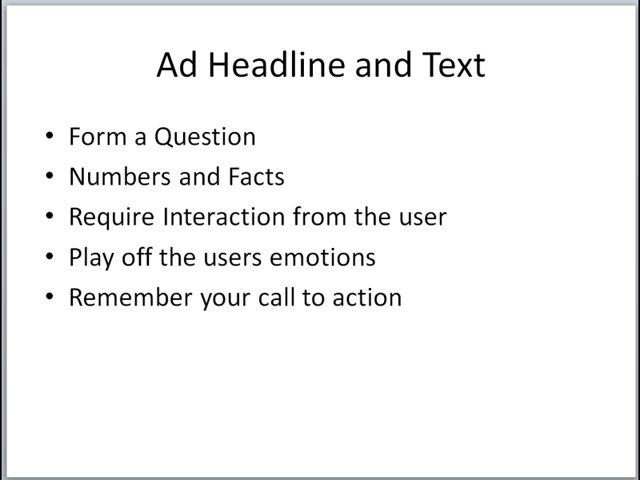 Ad Headline and Text
• Form a Question
• Numbers and Facts
• Require Interaction from the user
• Play off the users emotions
• Remember your call to action